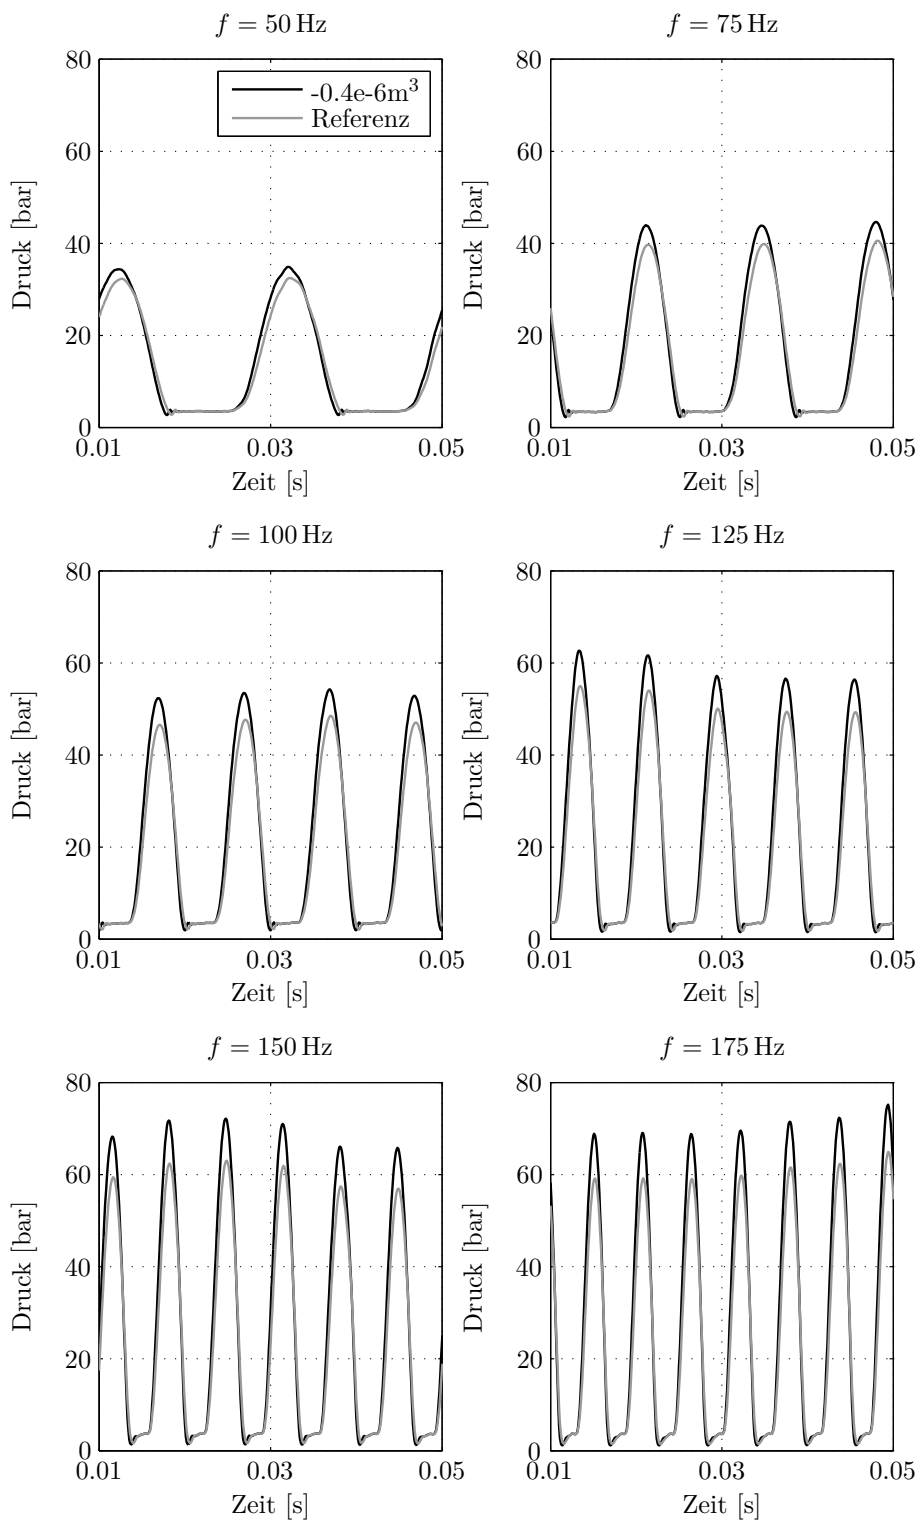 f = 50 Hz
80
60
40
20
0
0.01
0.03
0.05
Zeit [s]
Druck [bar]
-0.4e-6m³
Referenz
f = 75 Hz
80
60
40
20
0
0.01
0.03
0.05
Zeit [s]
Druck [bar]
f = 100 Hz
80
60
40
20
0
0.01
0.03
0.05
Zeit [s]
Druck [bar]
f = 125 Hz
80
60
40
20
0
0.01
0.03
0.05
Zeit [s]
Druck [bar]
f = 150 Hz
80
60
40
20
0
0.01
0.03
0.05
Zeit [s]
Druck [bar]
f = 175 Hz
80
60
40
20
0
0.01
0.03
0.05
Zeit [s]
Druck [bar]